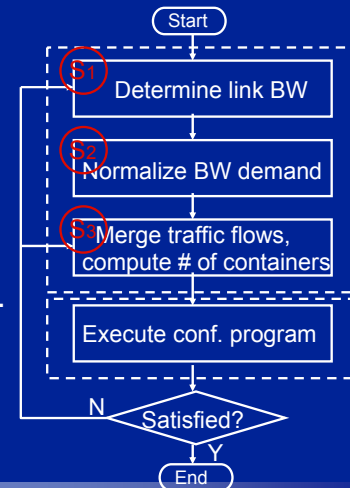 Start
S1
Determine link BW
S2
Normalize BW demand
S3
Merge traffic flows,
compute # of containers
Execute conf. program
N
Satisfied?
Y
End